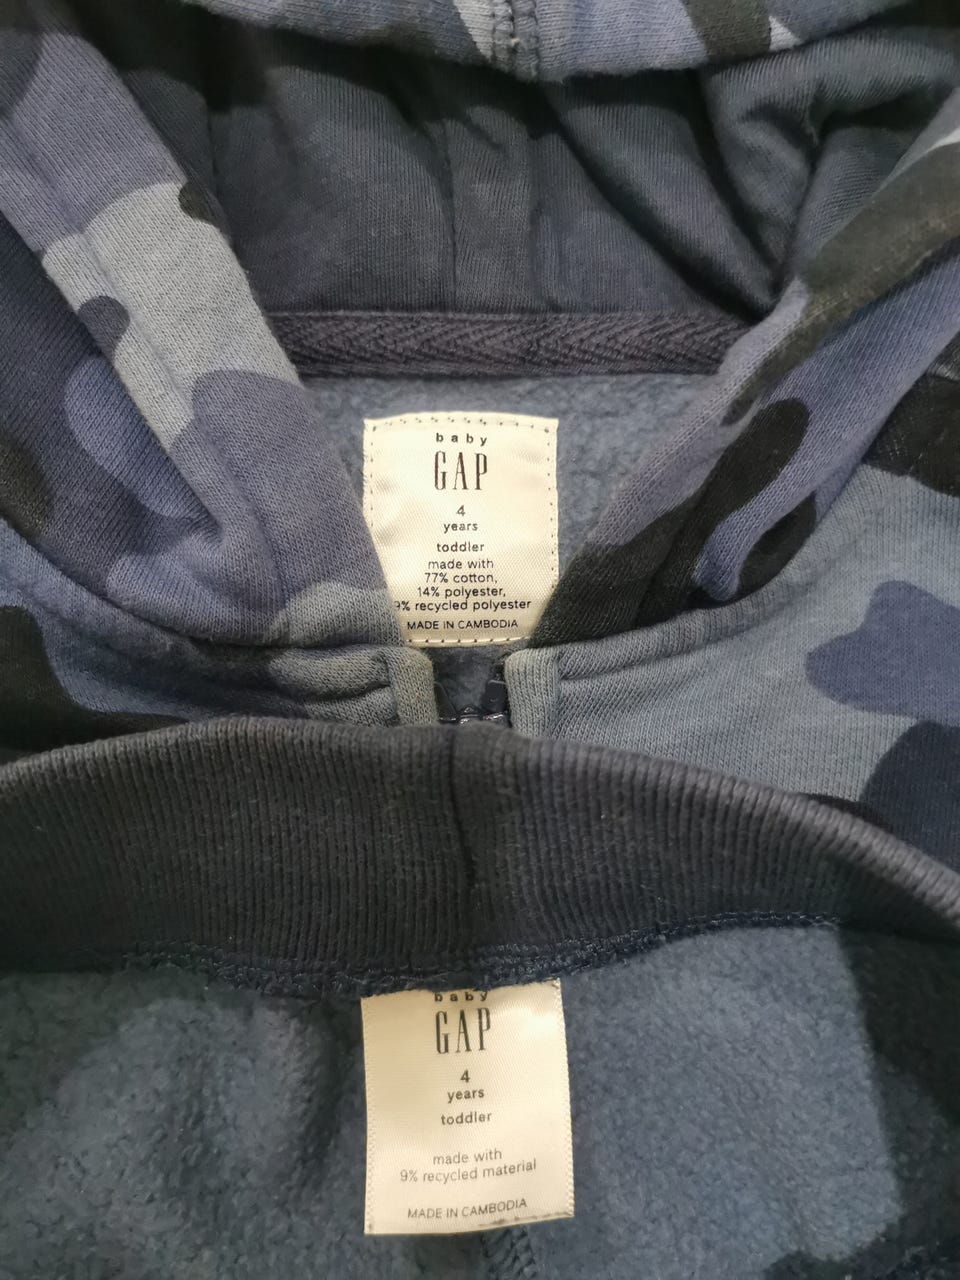 baby
GAP
4
years
toddler
made with
77% cotton,
14% polyester,
9% recycled polyester
MADE IN CAMBODIA
baby
GAP
4
years
toddler
made with
9% recycled material
MADE IN CAMBODIA